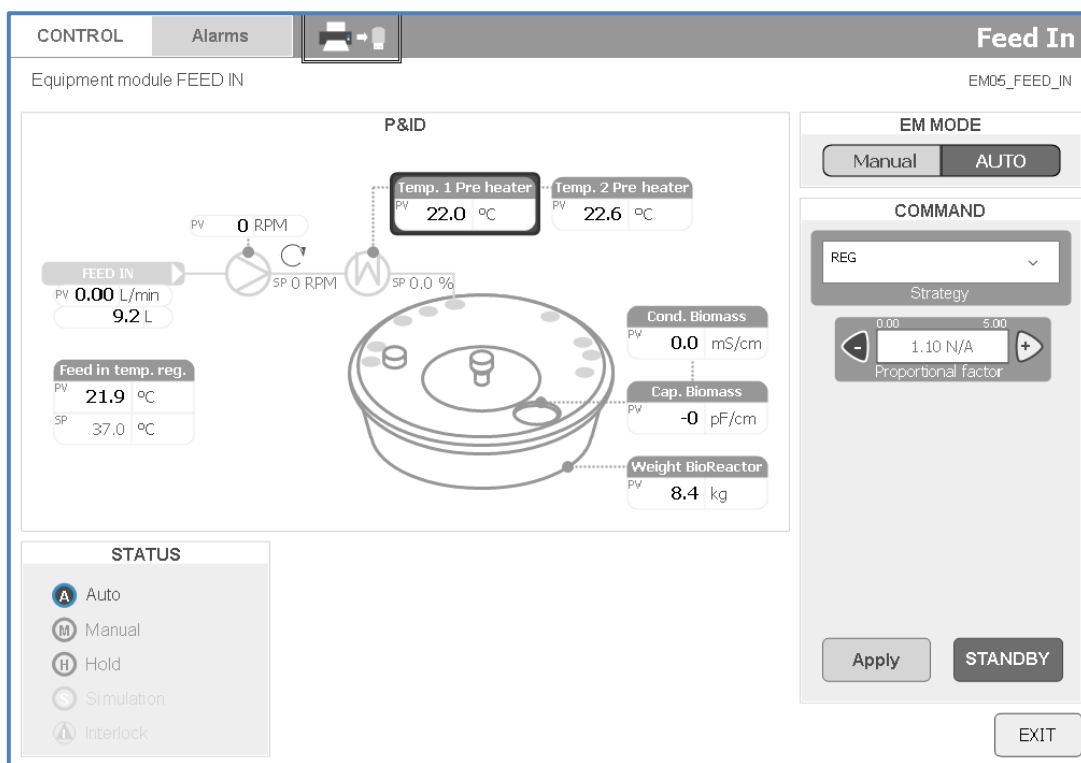 CONTROL Alarms Feed In
Equipment module FEED IN EM05_FEED_IN
P&ID
Temp. 1 Pre heater Temp. 2 Pre heater
PV 22.0 ºC PV 22.6 ºC
PV 0 RPM
SP 0 RPM SP 0.0 %
FEED IN
PV 0.00 L/min
9.2 L
Feed in temp. reg.
PV 21.9 ºC
SP 37.0 ºC
Cond. Biomass
PV 0.0 mS/cm
Cap. Biomass
PV -0 pF/cm
Weight BioReactor
PV 8.4 kg
EM MODE
Manual AUTO
COMMAND
REG
Strategy
0.00 5.00
- 1.10 N/A +
Proportional factor
Apply STANDBY
EXIT
STATUS
A Auto
M Manual
H Hold
S Simulation
Interlock